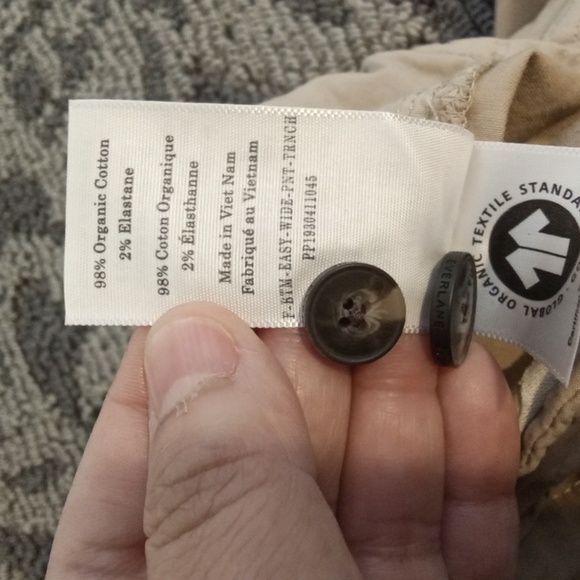 98% Organic Cotton
2% Elastane
98% Coton Organique
2% Élasthanne
Made in Viet Nam
Fabriqué au Vietnam
F-BTM-EASY-WIDE-PNT-TRNCH
PP1930411045
EVERLANE
GLOBAL ORGANIC TEXTILE STANDA